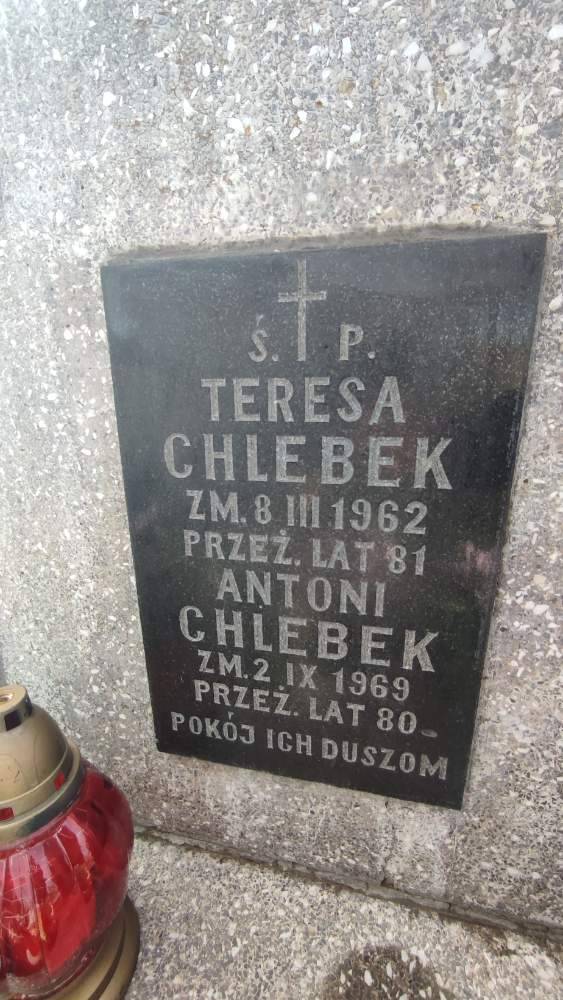 Ś. P.
TERESA
CHLEBEK
ZM. 8 III 1962
PRZEŻ. LAT 81
ANTONI
CHLEBEK
ZM. 2. IX 1969
PRZEŻ. LAT 80
POKÓJ ICH DUSZOM